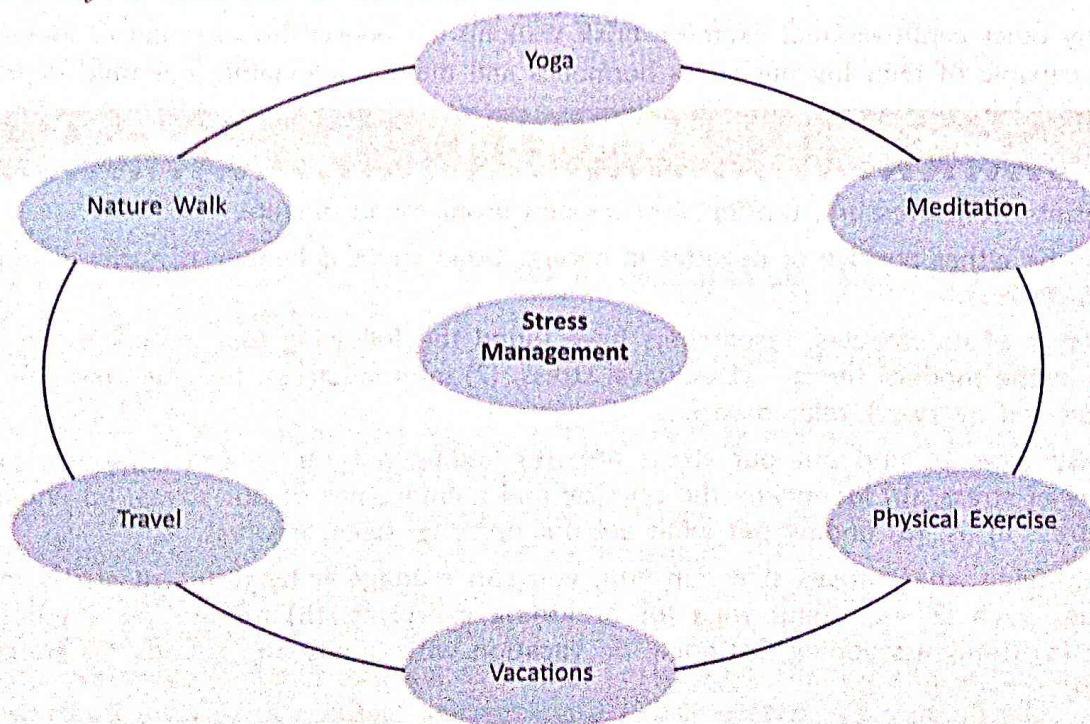 Yoga
Nature Walk
Meditation
Stress
Management
Travel
Physical Exercise
Vacations